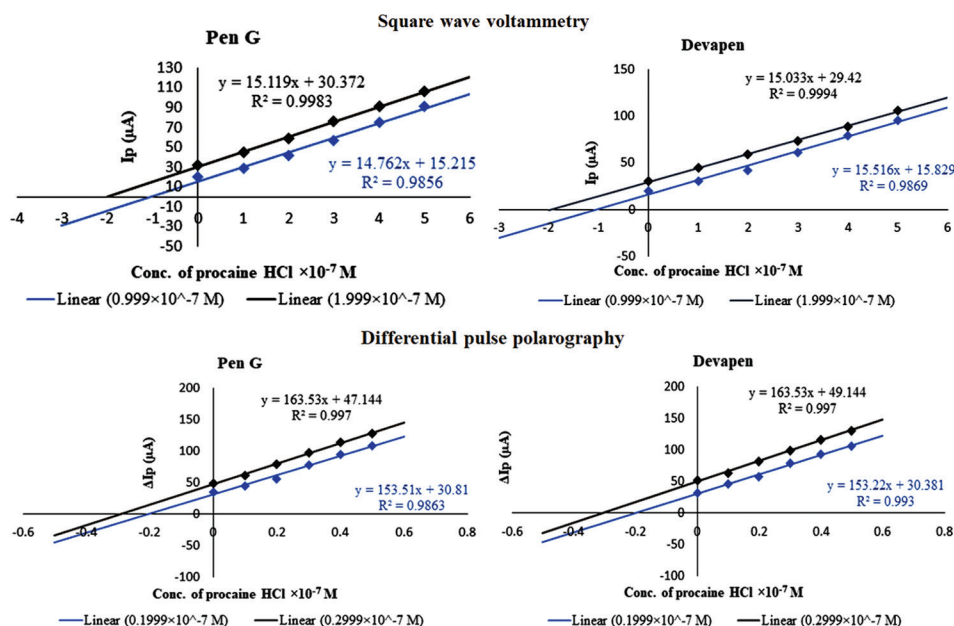 Square wave voltammetry
Pen G
Ip (µA)
130
110
90
70
50
30
10
-10
-30
-50
-4 -3 -2 -1 0 1 2 3 4 5 6
y = 15.119x + 30.372
R² = 0.9983
y = 14.762x + 15.215
R² = 0.9856
Conc. of procaine HCl ×10⁻⁷ M
Linear (0.999×10^-7 M) Linear (1.999×10^-7 M)
Devapen
Ip (µA)
150
100
50
0
-50
-3 -2 -1 0 1 2 3 4 5 6
y = 15.033x + 29.42
R² = 0.9994
y = 15.516x + 15.829
R² = 0.9869
Conc. of procaine HCl ×10⁻⁷ M
Linear (0.999×10^-7 M) Linear (1.999×10^-7 M)
Differential pulse polarography
Pen G
ΔIp (µA)
200
150
100
50
0
-50
-100
-0.6 -0.4 -0.2 0 0.2 0.4 0.6 0.8
y = 163.53x + 47.144
R² = 0.997
y = 153.51x + 30.81
R² = 0.9863
Conc. of procaine HCl ×10⁻⁷ M
Linear (0.1999×10^-7 M) Linear (0.2999×10^-7 M)
Devapen
ΔIp (µA)
200
150
100
50
0
-50
-100
-0.6 -0.4 -0.2 0 0.2 0.4 0.6 0.8
y = 163.53x + 49.144
R² = 0.997
y = 153.22x + 30.381
R² = 0.993
Conc. of procaine HCl ×10⁻⁷ M
Linear (0.1999×10^-7 M) Linear (0.2999×10^-7 M)